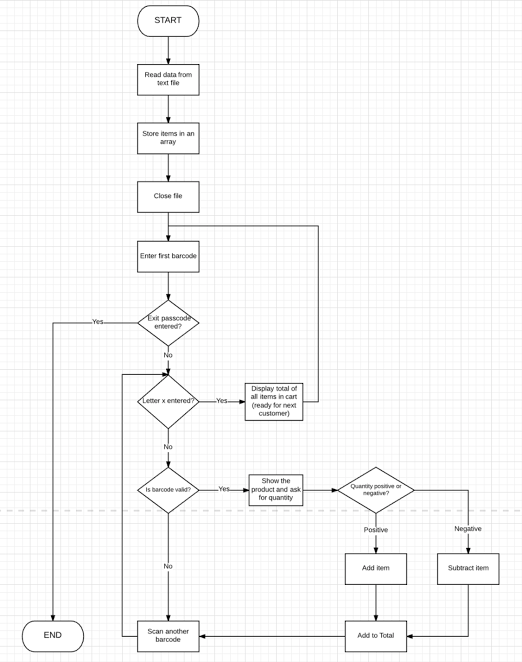 START
Read data from
text file
Store items in an
array
Close file
Enter first barcode
Exit passcode
entered?
Yes
No
Letter x entered?
Yes
Display total of
all items in cart
(ready for next
customer)
No
Is barcode valid?
Yes
Show the
product and ask
for quantity
Quantity positive or
negative?
Positive
Negative
No
Add item
Subtract item
END
Scan another
barcode
Add to Total